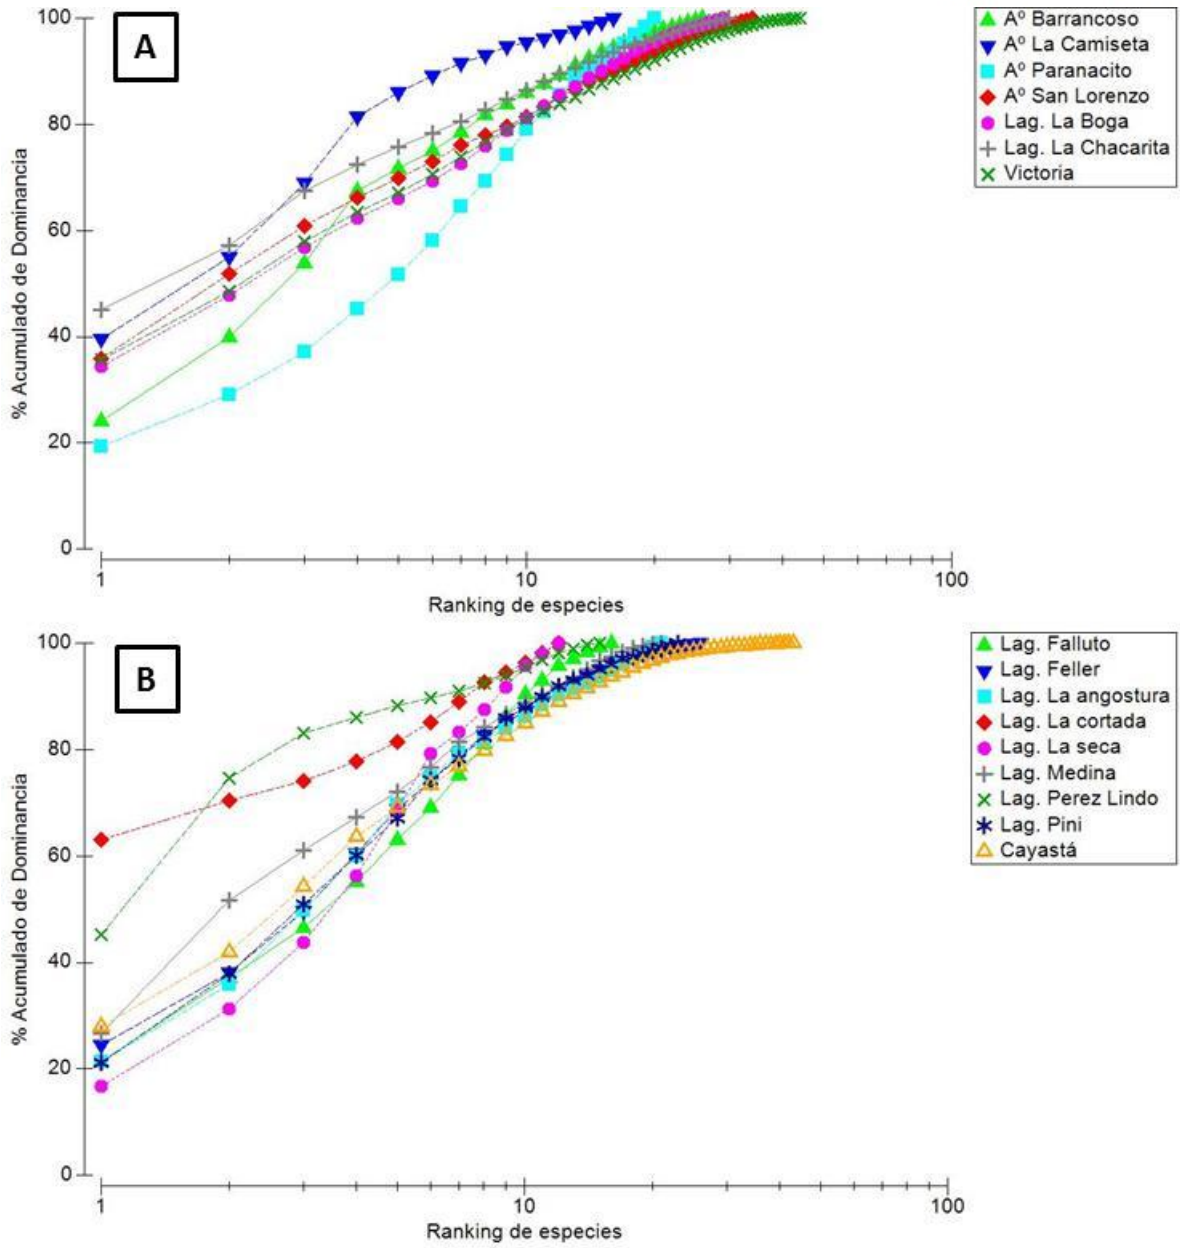 A
100
80
60
40
20
0
% Acumulado de Dominancia
1
10
100
Ranking de especies
Aº Barrancoso
Aº La Camiseta
Aº Paranacito
Aº San Lorenzo
Lag. La Boga
Lag. La Chacarita
Victoria
B
100
80
60
40
20
0
% Acumulado de Dominancia
1
10
100
Ranking de especies
Lag. Falluto
Lag. Feller
Lag. La angostura
Lag. La cortada
Lag. La seca
Lag. Medina
Lag. Perez Lindo
Lag. Pini
Cayastá